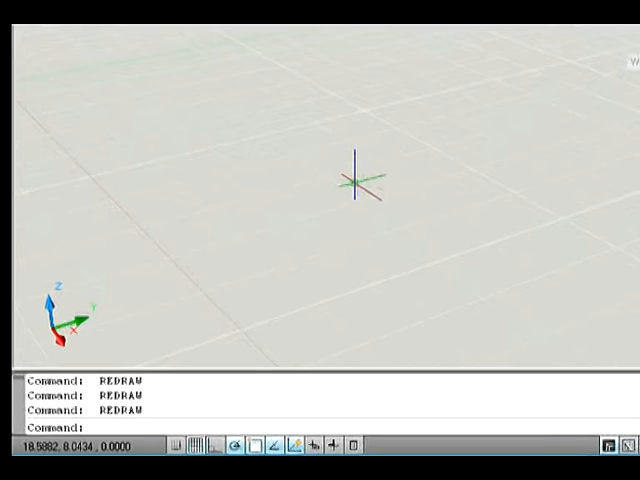 W
Z
Y
X
Command: REDRAW
Command: REDRAW
Command: REDRAW
Command:
18.5882, 8.0434 , 0.0000